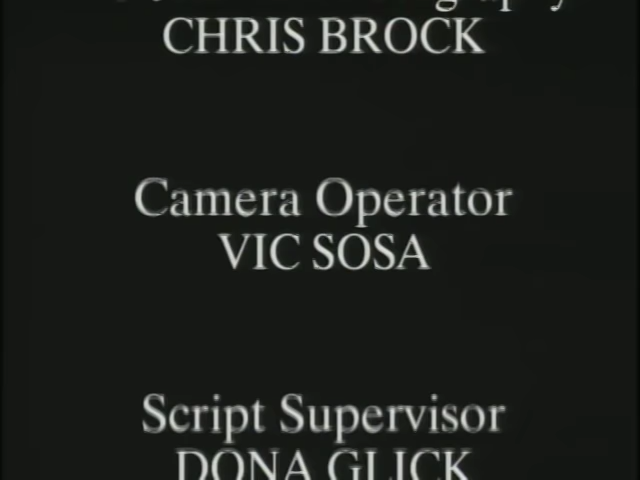 CHRIS BROCK
Camera Operator
VIC SOSA
Script Supervisor
DONA GLICK